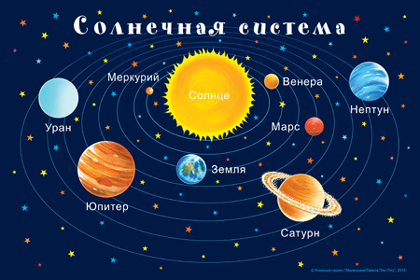 Солнечная система
Меркурий
Венера
Солнце
Нептун
Уран
Марс
Земля
Юпитер
Сатурн